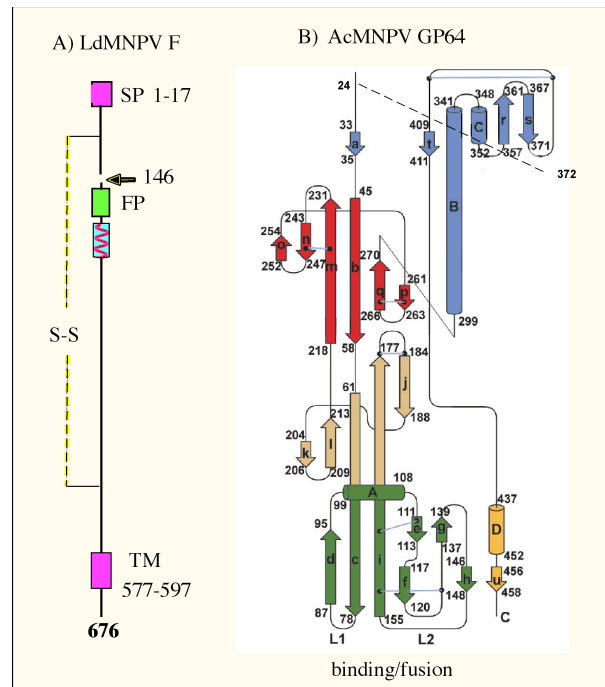 A) LdMNPV F
B) AcMNPV GP64
SP 1-17
146
FP
S-S
TM
577-597
676
24
33
a
35
409
t
411
341
348
C
352
361
r
357
367
s
371
372
B
299
231
45
243
254
n
o
252
247
m
b
270
261
q
p
266
263
218
58
177
184
j
188
61
213
204
k
l
206
209
A
108
99
95
d
c
i
87
78
111
e
113
139
g
137
117
f
120
146
h
148
155
437
D
452
456
u
458
C
L1
L2
binding/fusion